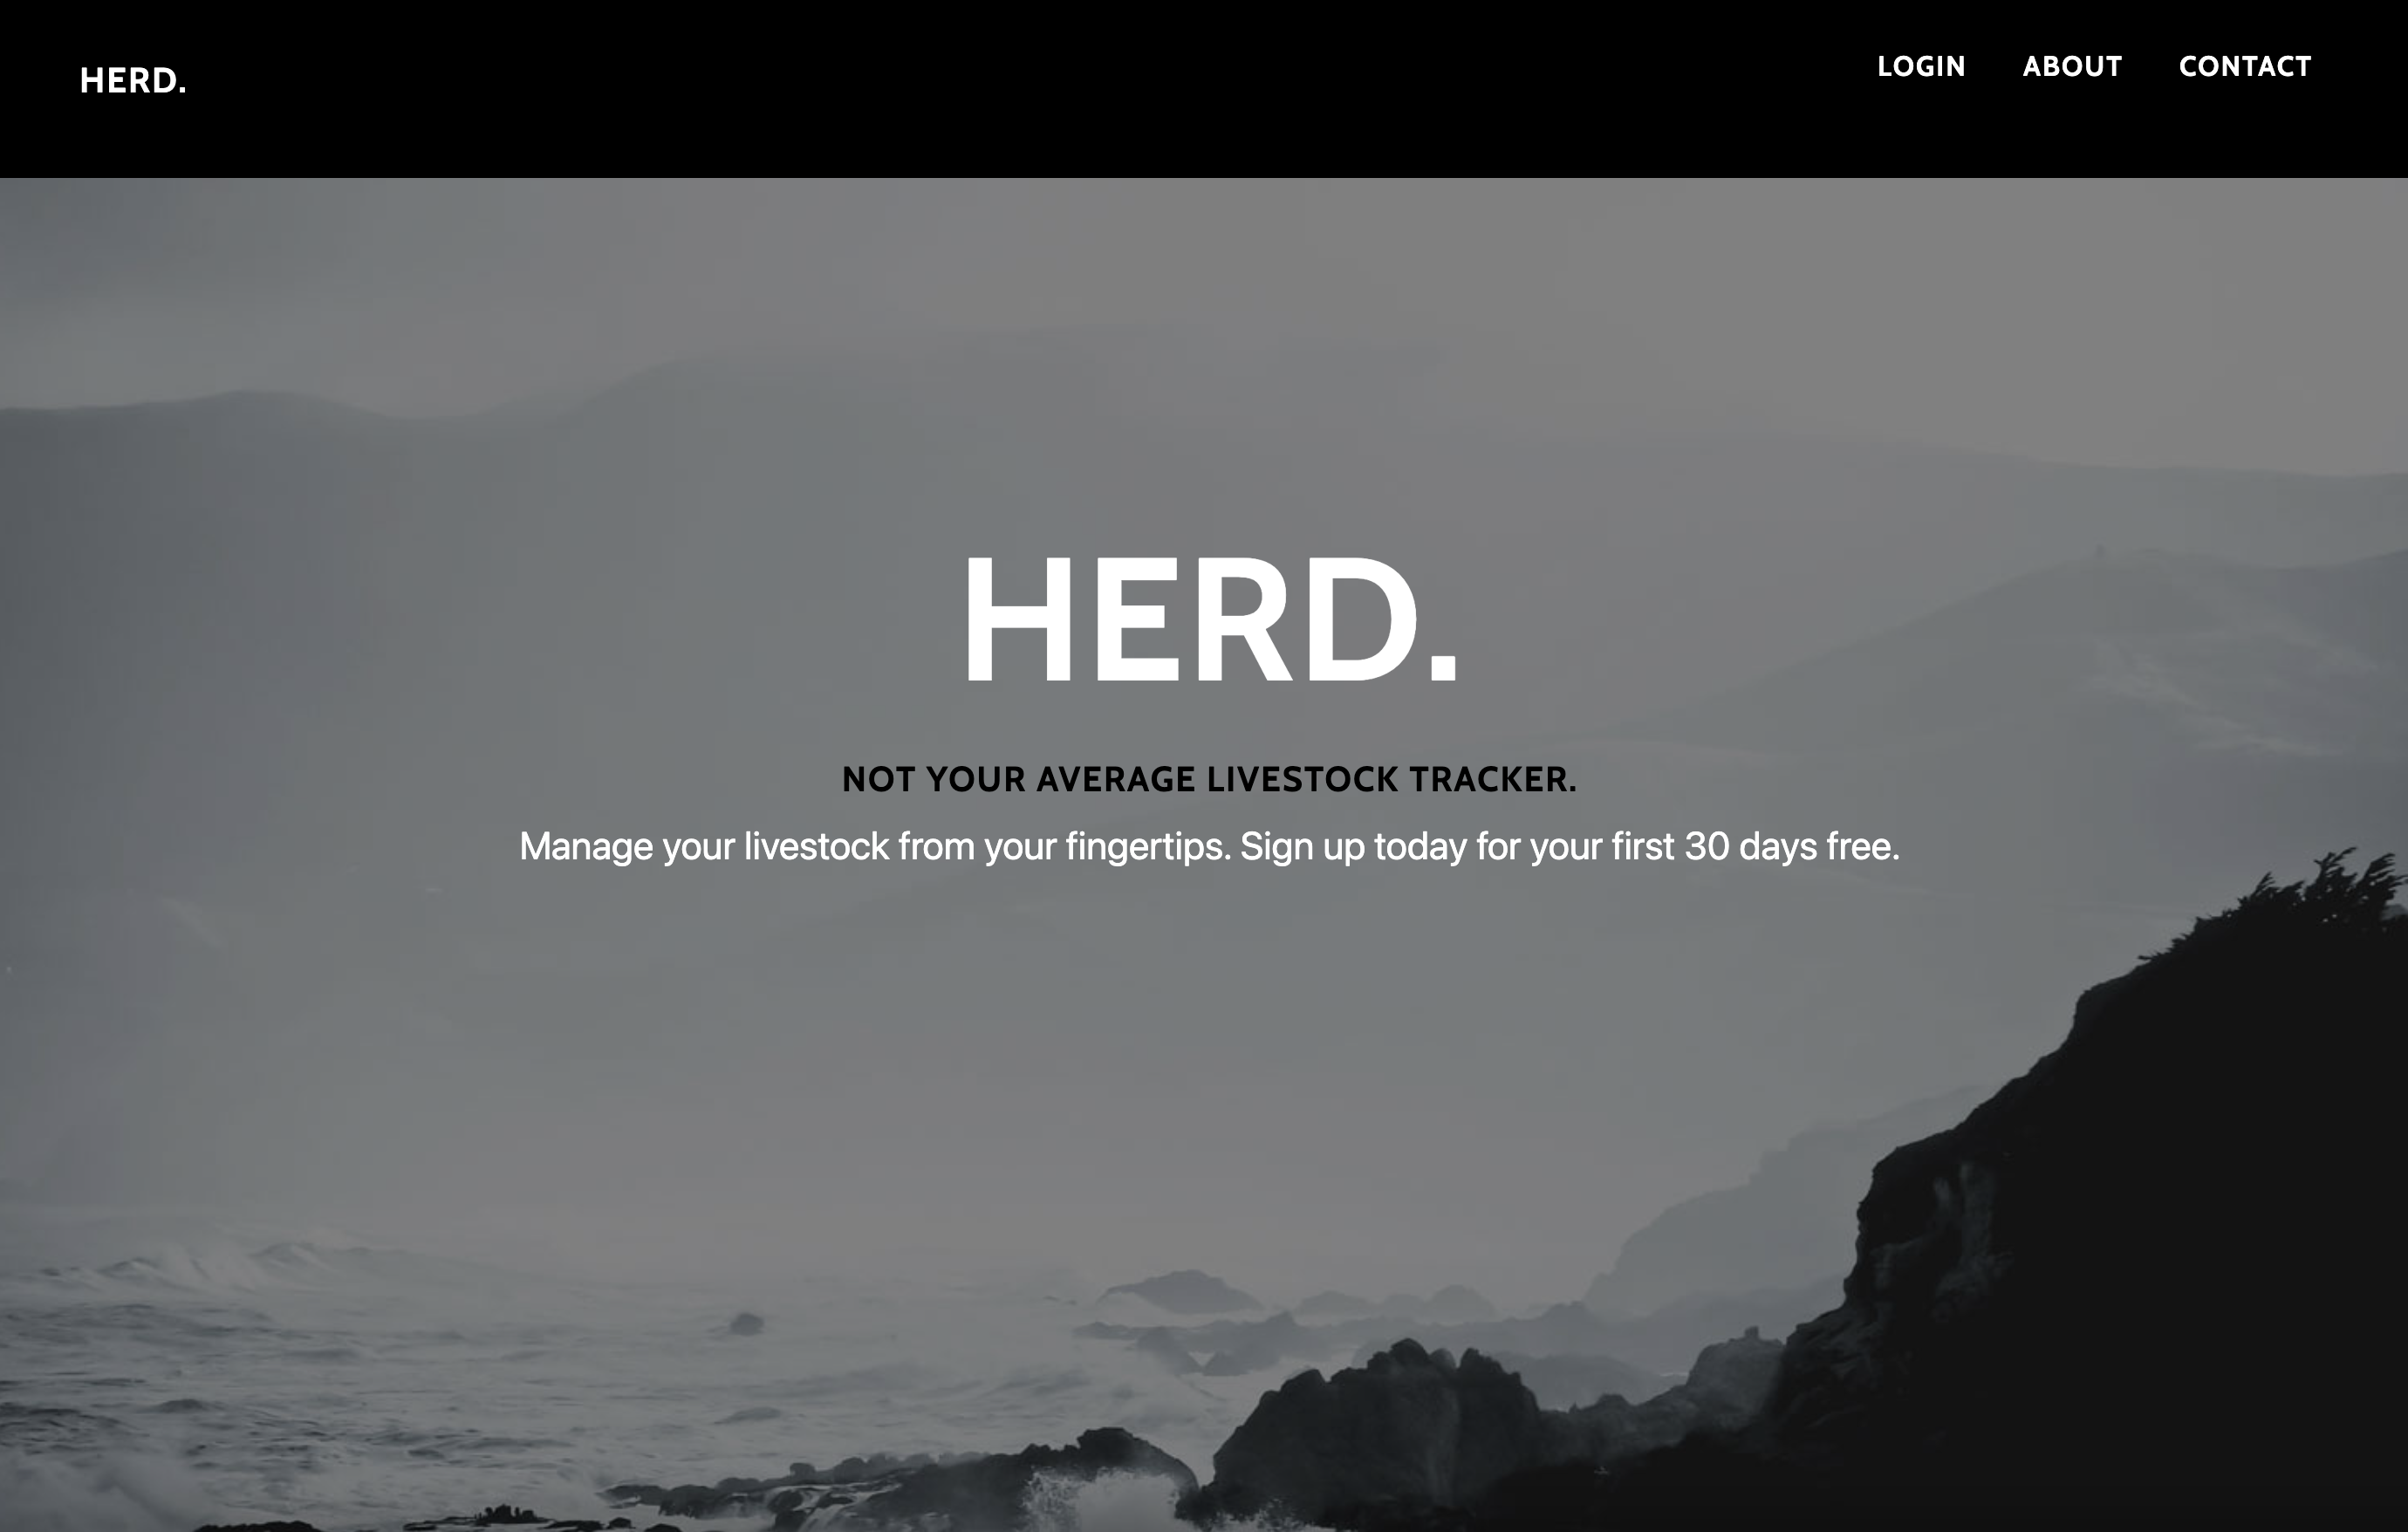 HERD.
LOGIN ABOUT CONTACT
HERD.
NOT YOUR AVERAGE LIVESTOCK TRACKER.
Manage your livestock from your fingertips. Sign up today for your first 30 days free.